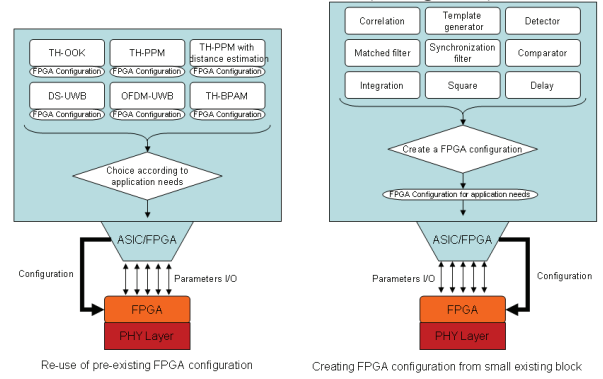 TH-OOK
FPGA Configuration
TH-PPM
FPGA Configuration
TH-PPM with
distance estimation
FPGA Configuration
DS-UWB
FPGA Configuration
OFDM-UWB
FPGA Configuration
TH-BPAM
FPGA Configuration
Choice according to
application needs
ASIC/FPGA
Configuration
Parameters I/O
FPGA
PHY Layer
Re-use of pre-existing FPGA configuration
Correlation
Template
generator
Detector
Matched filter
Synchronization
filter
Comparator
Integration
Square
Delay
Create a FPGA configuration
FPGA Configuration for application needs
ASIC/FPGA
Parameters I/O
Configuration
FPGA
PHY Layer
Creating FPGA configuration from small existing block